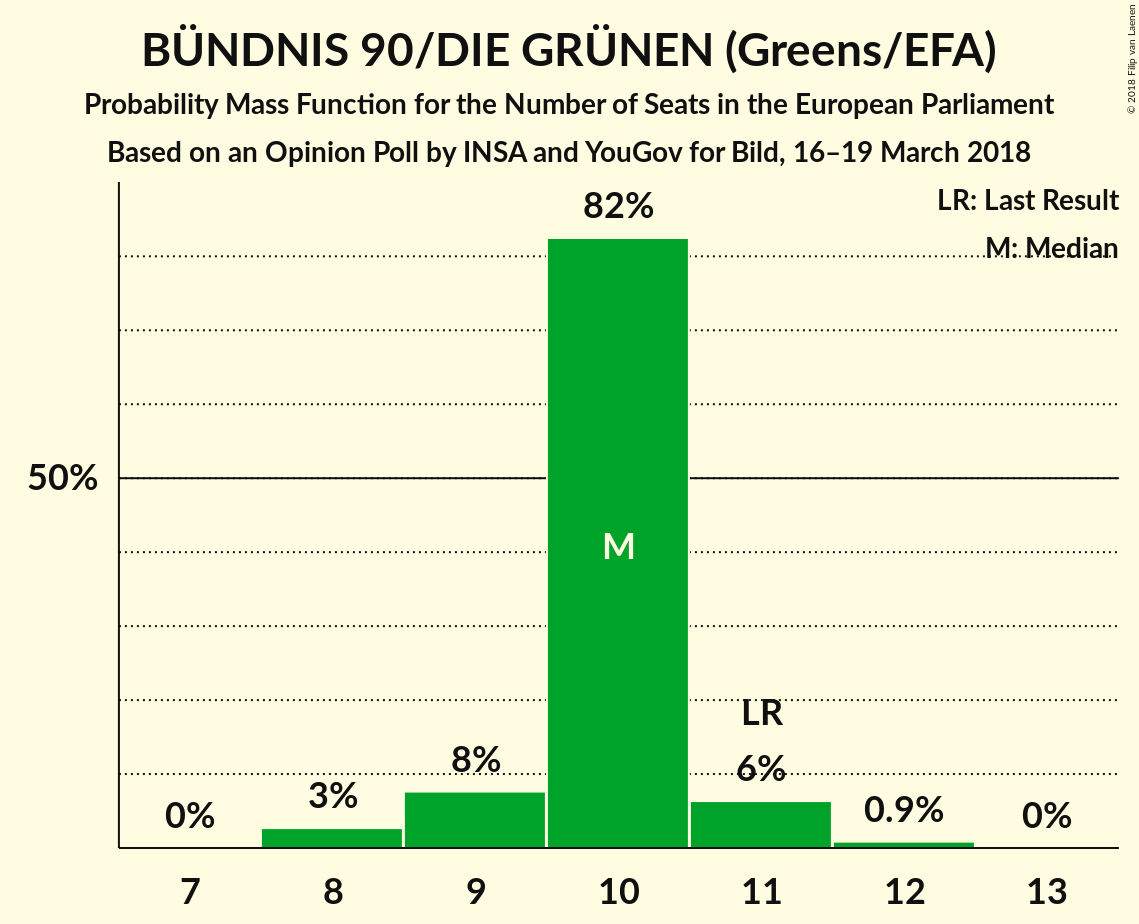 BÜNDNIS 90/DIE GRÜNEN (Greens/EFA)
Probability Mass Function for the Number of Seats in the European Parliament
Based on an Opinion Poll by INSA and YouGov for Bild, 16–19 March 2018
© 2018 Filip van Laenen
LR: Last Result
M: Median
82%
50%
M
LR
0%
3%
8%
6%
0.9%
0%
7 8 9 10 11 12 13